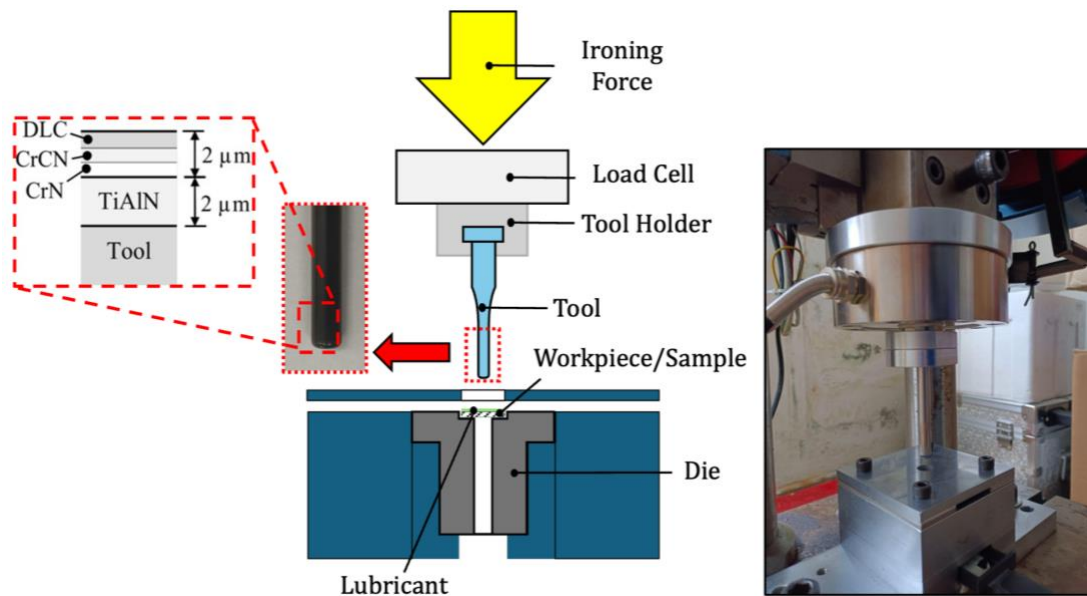 Ironing
Force
DLC
CrCN
CrN
2 μm
TiAlN
2 μm
Tool
Load Cell
Tool Holder
Tool
Workpiece/Sample
Die
Lubricant